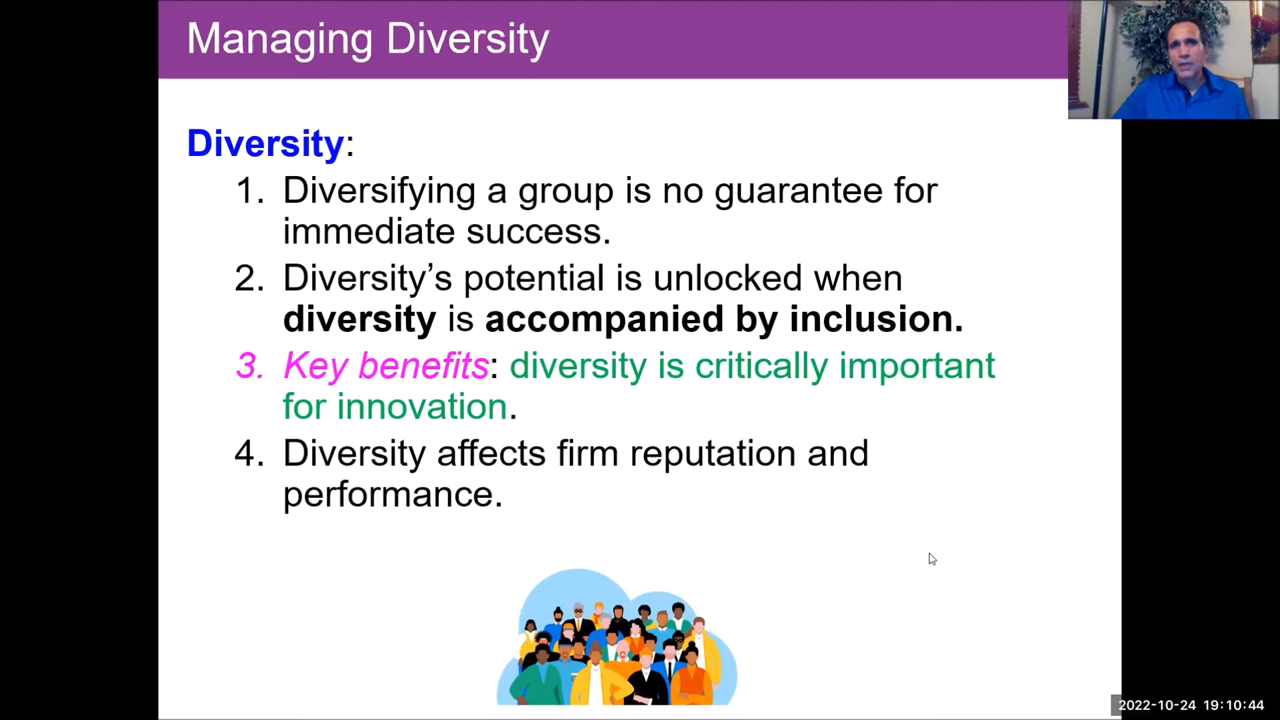 Managing Diversity
Diversity:
1. Diversifying a group is no guarantee for
immediate success.
2. Diversity’s potential is unlocked when
diversity is accompanied by inclusion.
3. Key benefits: diversity is critically important
for innovation.
4. Diversity affects firm reputation and
performance.
2022-10-24 19:10:44